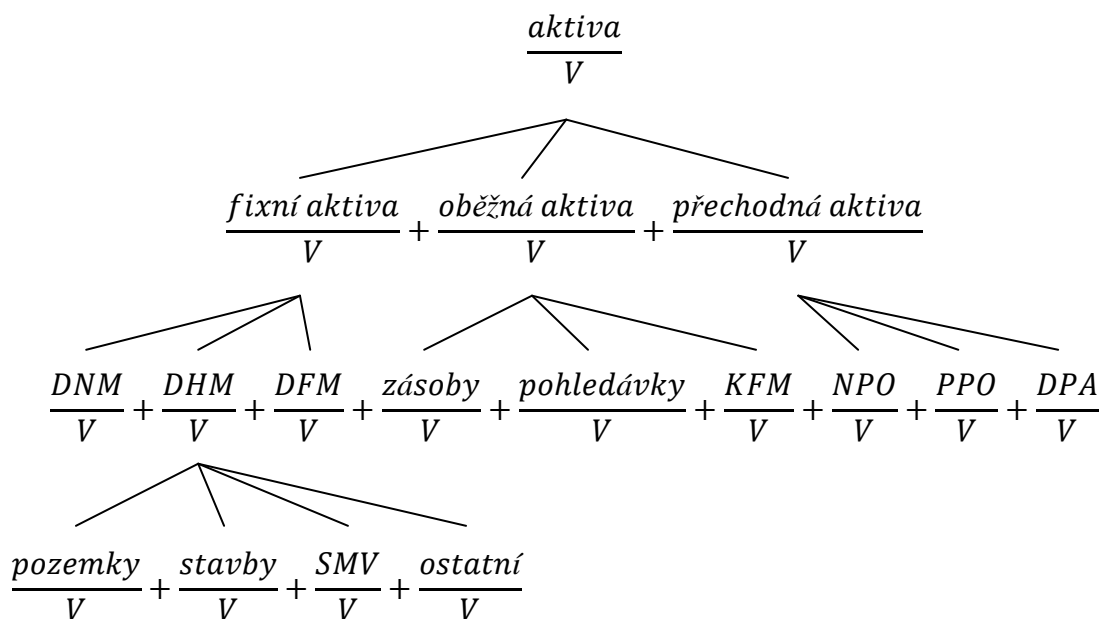 aktiva
V
fixní aktiva + oběžná aktiva + přechodná aktiva
V V V
DNM + DHM + DFM + zásoby + pohledávky + KFM + NPO + PPO + DPA
V V V V V V V V V
pozemky + stavby + SMV + ostatní
V V V V